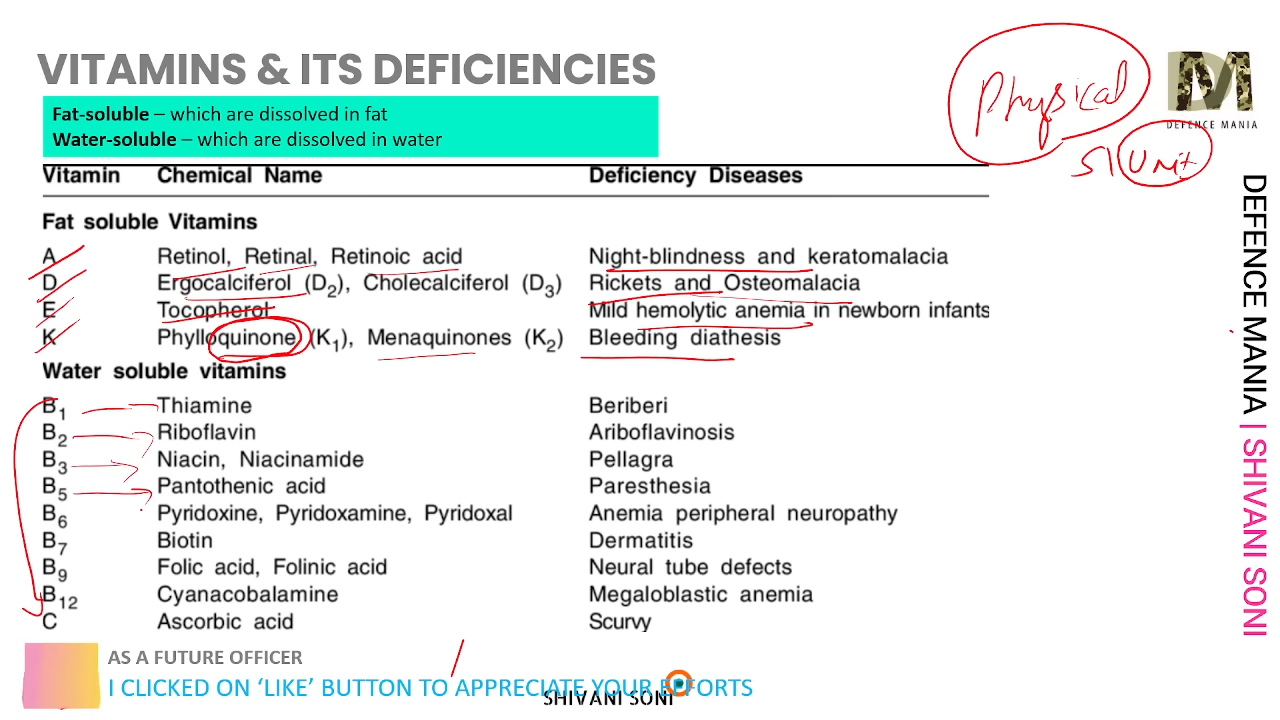 VITAMINS & ITS DEFICIENCIES
Physical
DEFENCE MANIA
SI Unit
Fat-soluble – which are dissolved in fat
Water-soluble – which are dissolved in water
Vitamin Chemical Name Deficiency Diseases
Fat soluble Vitamins
A Retinol, Retinal, Retinoic acid Night-blindness and keratomalacia
D Ergocalciferol (D2), Cholecalciferol (D3) Rickets and Osteomalacia
E Tocopherol Mild hemolytic anemia in newborn infants
K Phylloquinone (K1), Menaquinones (K2) Bleeding diathesis
Water soluble vitamins
B1 Thiamine Beriberi
B2 Riboflavin Ariboflavinosis
B3 Niacin, Niacinamide Pellagra
B5 Pantothenic acid Paresthesia
B6 Pyridoxine, Pyridoxamine, Pyridoxal Anemia peripheral neuropathy
B7 Biotin Dermatitis
B9 Folic acid, Folinic acid Neural tube defects
B12 Cyanacobalamine Megaloblastic anemia
C Ascorbic acid Scurvy
DEFENCE MANIA | SHIVANI SONI
AS A FUTURE OFFICER
I CLICKED ON ‘LIKE’ BUTTON TO APPRECIATE YOUR EFFORTS
SHIVANI SONI